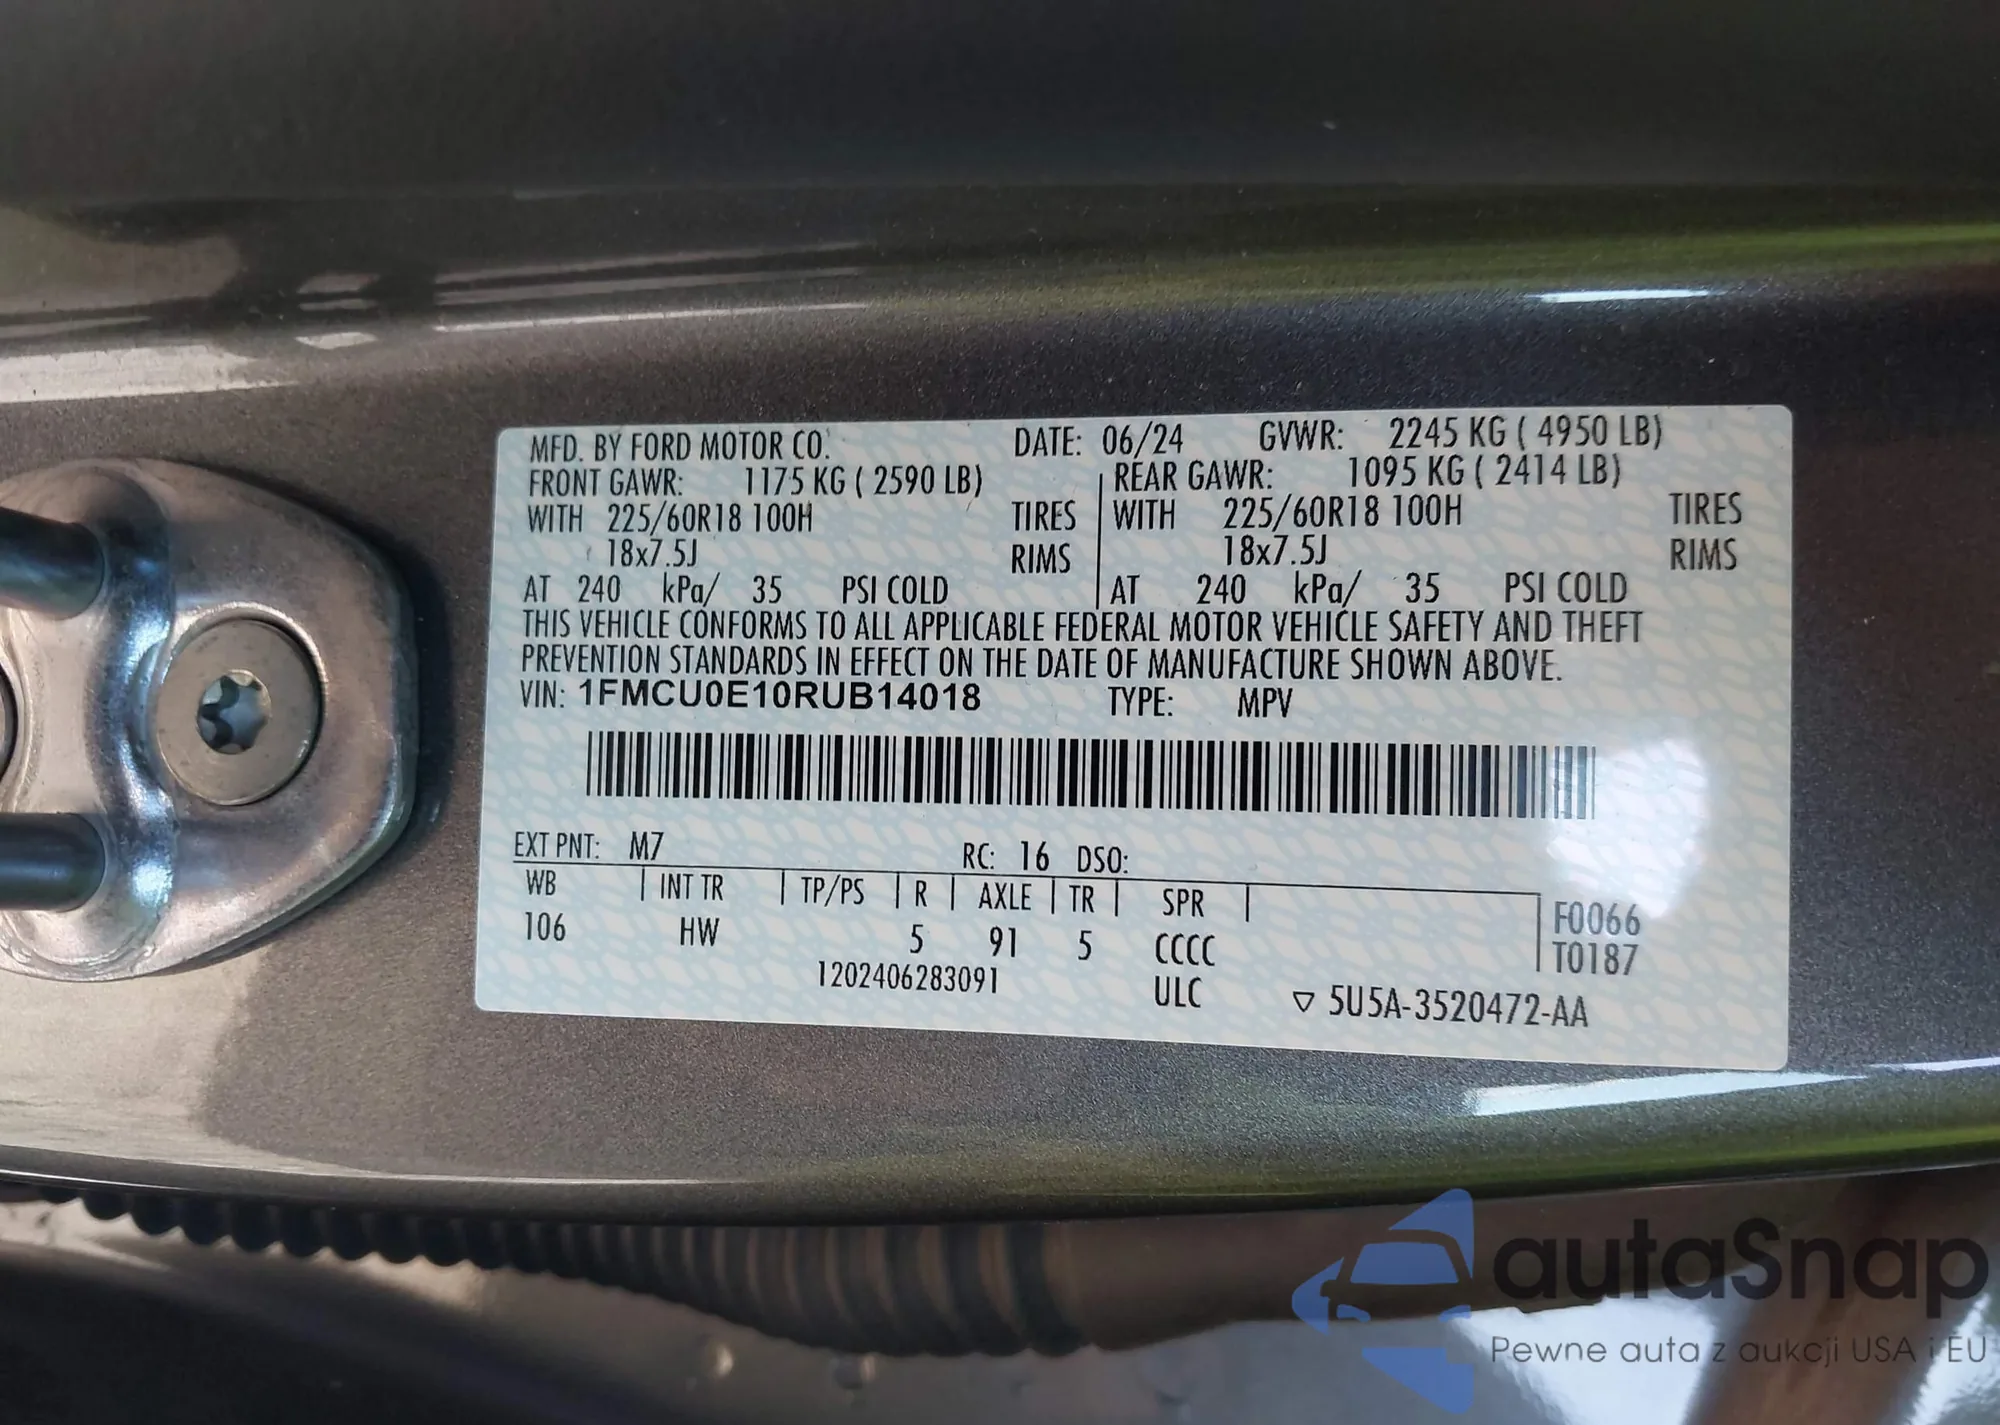 MFD. BY FORD MOTOR CO. DATE: 06/24 GVWR: 2245 KG ( 4950 LB)
FRONT GAWR: 1175 KG ( 2590 LB) REAR GAWR: 1095 KG ( 2414 LB)
WITH 225/60R18 100H TIRES WITH 225/60R18 100H TIRES
18x7.5J RIMS 18x7.5J RIMS
AT 240 kPa/ 35 PSI COLD AT 240 kPa/ 35 PSI COLD
THIS VEHICLE CONFORMS TO ALL APPLICABLE FEDERAL MOTOR VEHICLE SAFETY AND THEFT
PREVENTION STANDARDS IN EFFECT ON THE DATE OF MANUFACTURE SHOWN ABOVE.
VIN: 1FMCU0E10RUB14018 TYPE: MPV
EXT PNT: M7 RC: 16 DSO:
WB INT TR TP/PS R AXLE TR SPR F0066
106 HW 5 91 5 CCCC T0187
1202406283091 ULC ▽ 5U5A-3520472-AA
autaSnap
Pewne auta z aukcji USA i EU